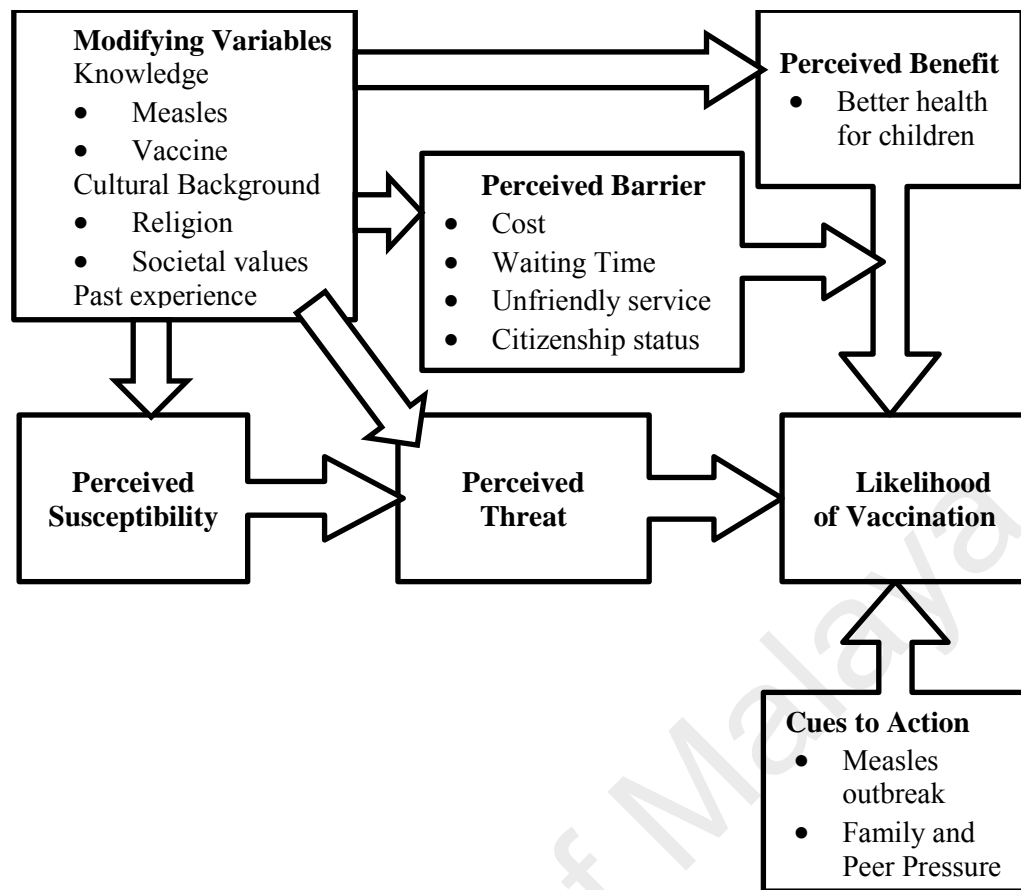 Modifying Variables
Knowledge
• Measles
• Vaccine
Cultural Background
• Religion
• Societal values
Past experience
Perceived Benefit
• Better health
for children
Perceived Barrier
• Cost
• Waiting Time
• Unfriendly service
• Citizenship status
Perceived
Susceptibility
Perceived
Threat
Likelihood
of Vaccination
Cues to Action
• Measles
outbreak
• Family and
Peer Pressure
of Malaya